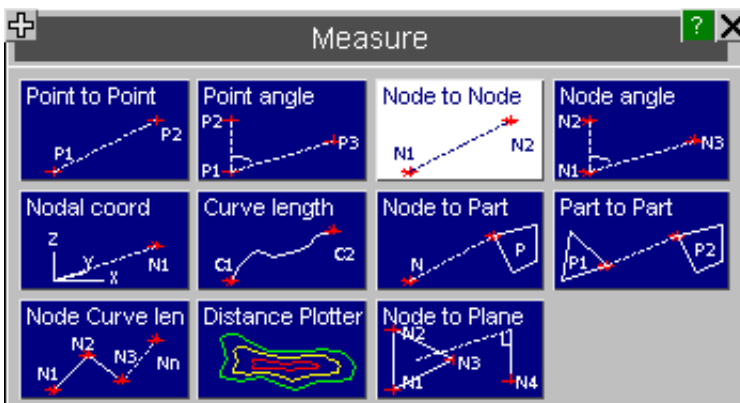 Measure
?
Point to Point
P1
P2
Point angle
P2
P3
P1
Node to Node
N1
N2
Node angle
N2
N3
N1
Nodal coord
Z
Y
X
N1
Curve length
C1
C2
Node to Part
N
P
Part to Part
P1
P2
Node Curve len
N1
N2
N3
Nn
Distance Plotter
Node to Plane
N2
N3
N1
N4